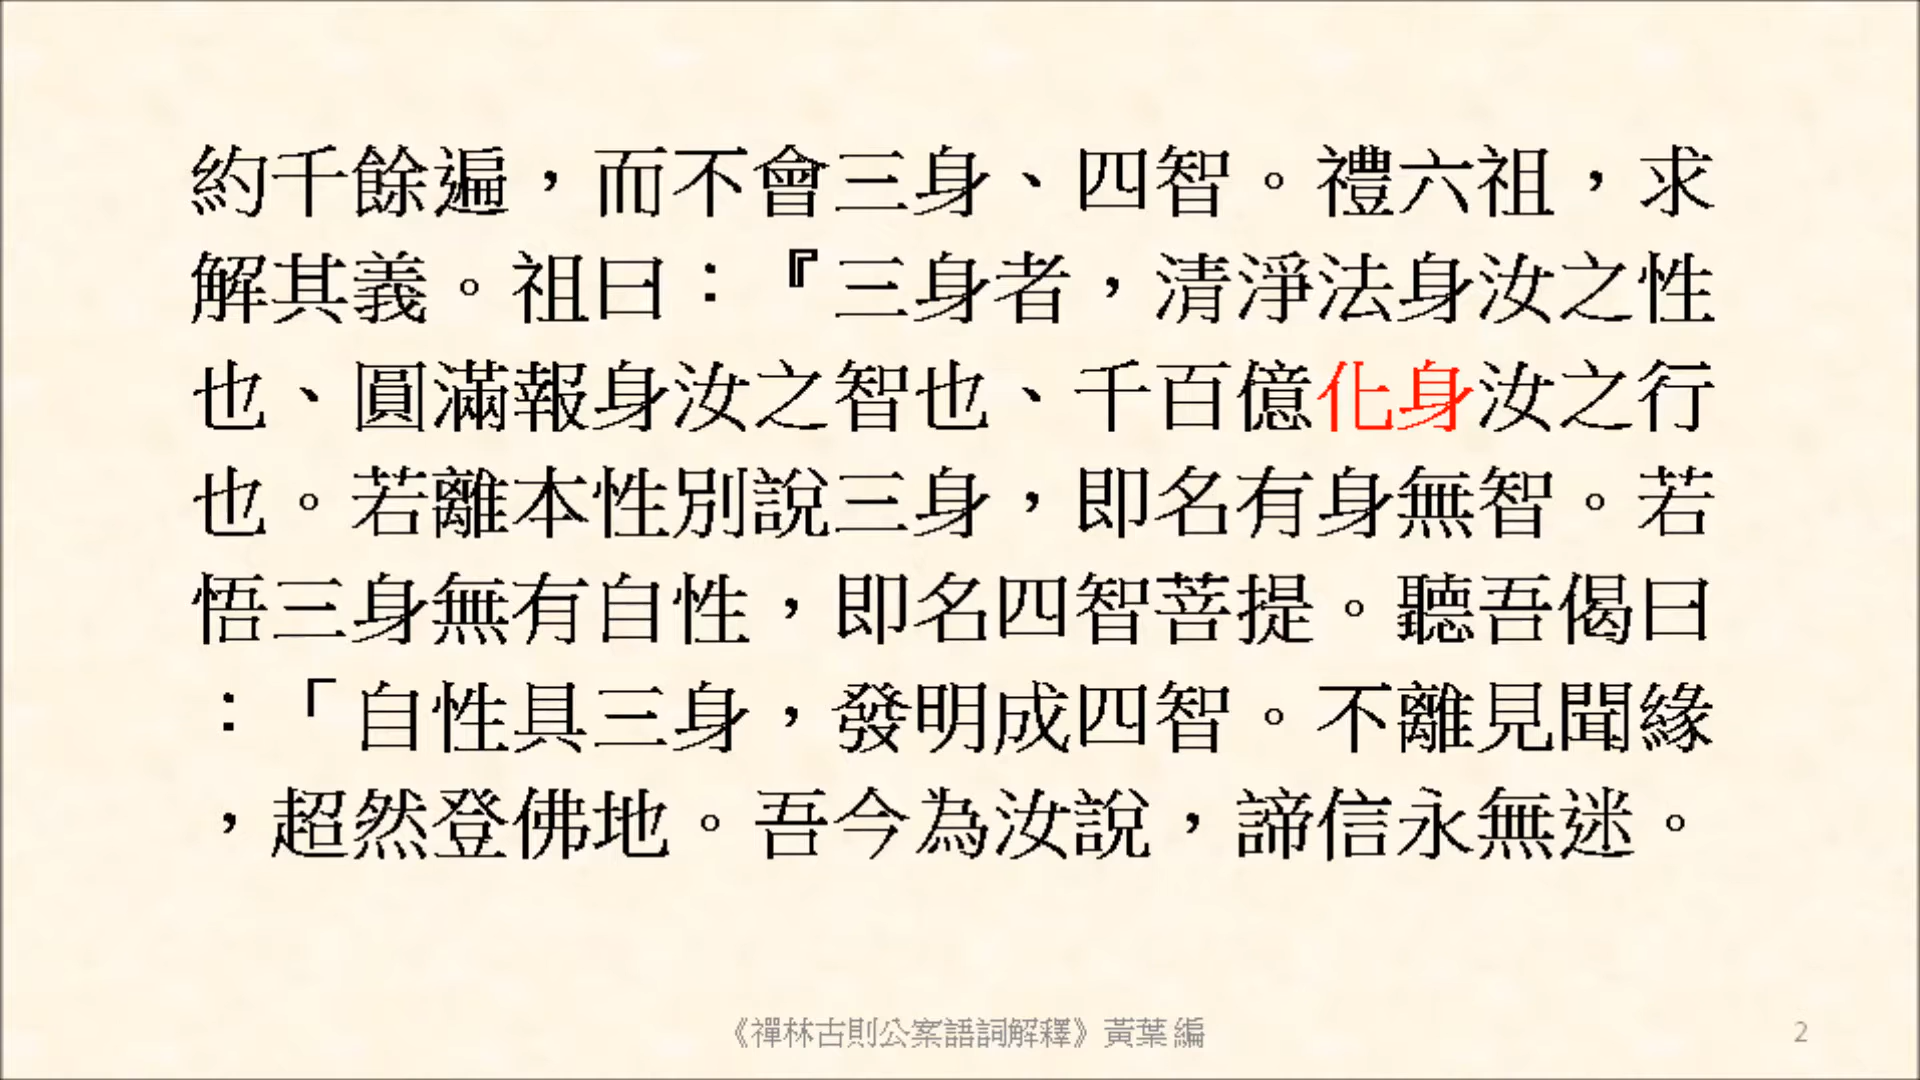 約千餘遍，而不會三身、四智。禮六祖，求
解其義。祖曰：『三身者，清淨法身汝之性
也、圓滿報身汝之智也、千百億化身汝之行
也。若離本性別說三身，即名有身無智。若
悟三身無有自性，即名四智菩提。聽吾偈曰
：「自性具三身，發明成四智。不離見聞緣
，超然登佛地。吾今為汝說，諦信永無迷。
《禪林古則公案語詞解釋》黃葉 編
2